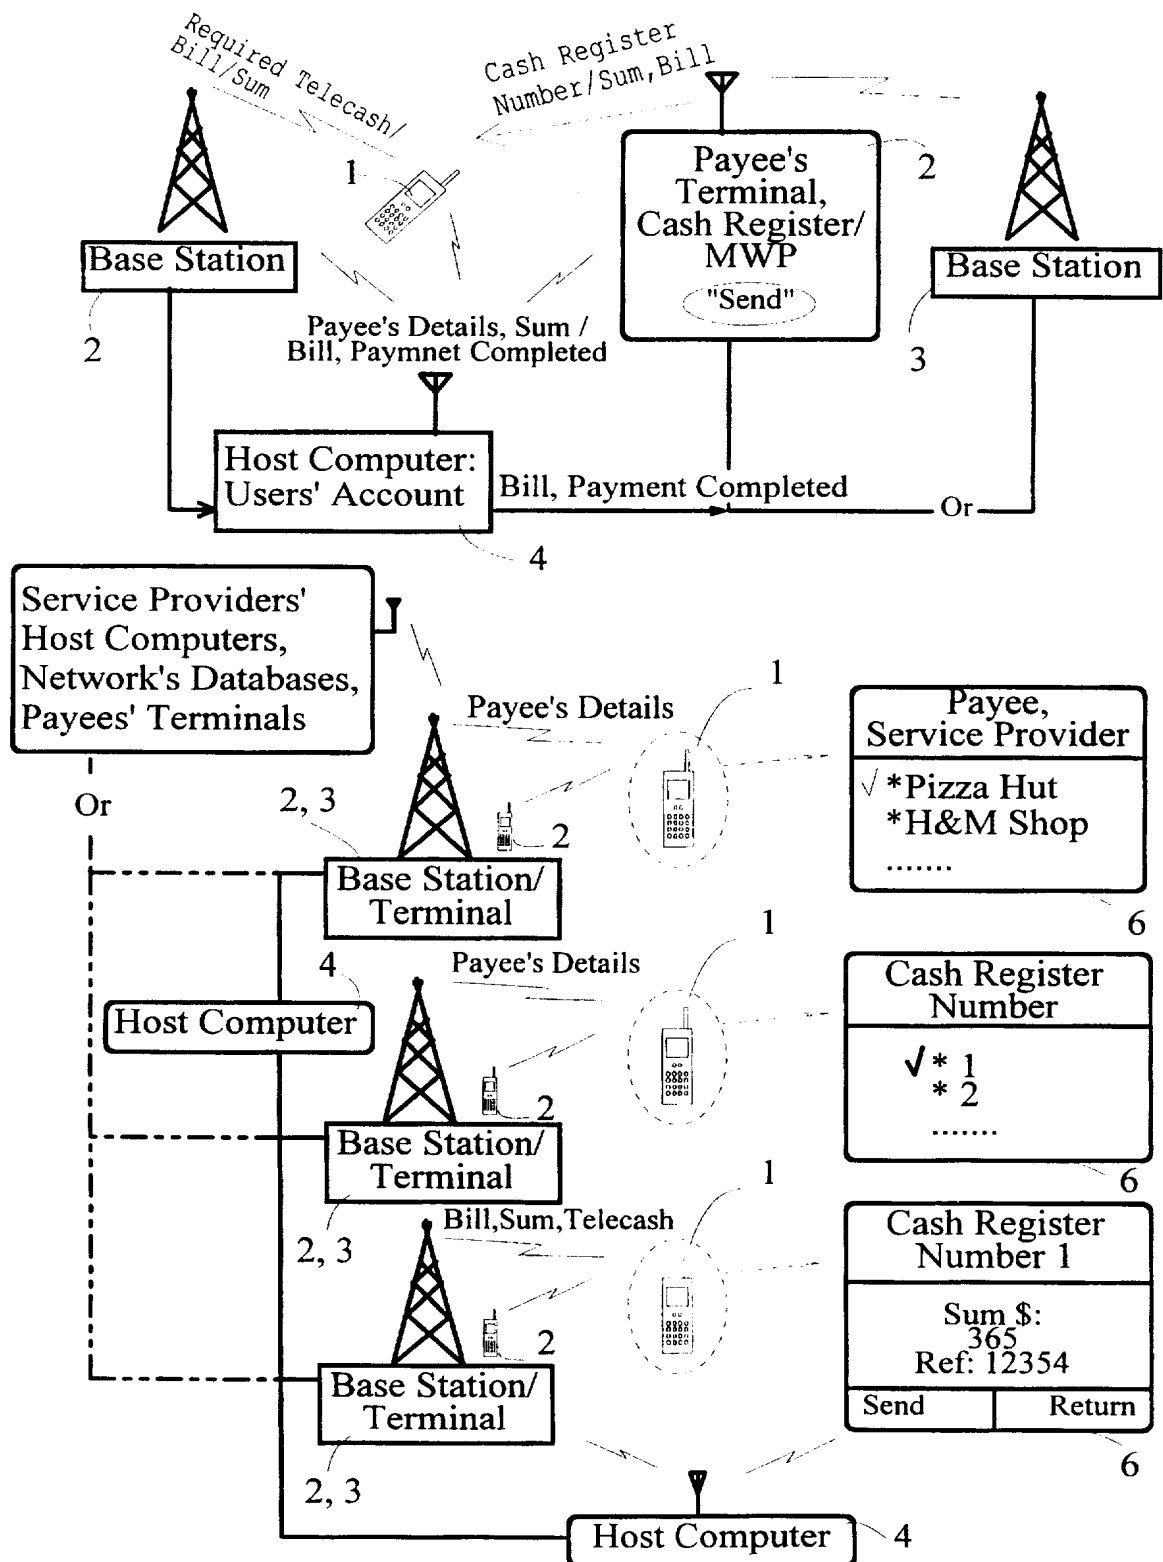 Required Telecash/
Bill/Sum
Cash Register
Number/Sum,Bill
1
Payee's
Terminal,
Cash Register/
MWP
"Send"
2
Base Station
2
Base Station
3
Payee's Details, Sum /
Bill, Paymnet Completed
Host Computer:
Users' Account
4
Bill, Payment Completed
Or
Service Providers'
Host Computers,
Network's Databases,
Payees' Terminals
Or
Payee's Details
1
2, 3
2
Base Station/
Terminal
Payee,
Service Provider
√ *Pizza Hut
*H&M Shop
.......
6
4
Host Computer
Payee's Details
1
2
Base Station/
Terminal
2, 3
Cash Register
Number
√ * 1
* 2
.......
6
Bill,Sum,Telecash
1
2
Base Station/
Terminal
2, 3
Cash Register
Number 1
Sum $:
365
Ref: 12354
Send Return
6
Host Computer
4